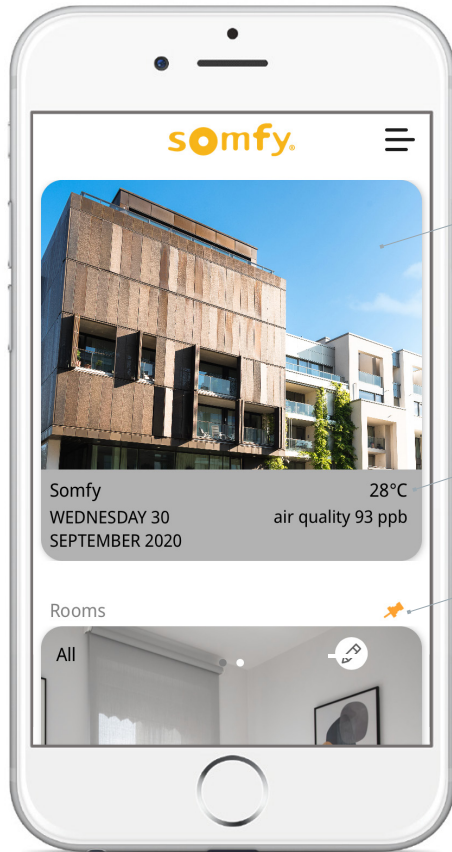 somfy®
Somfy 28°C
WEDNESDAY 30 air quality 93 ppb
SEPTEMBER 2020
Rooms
All